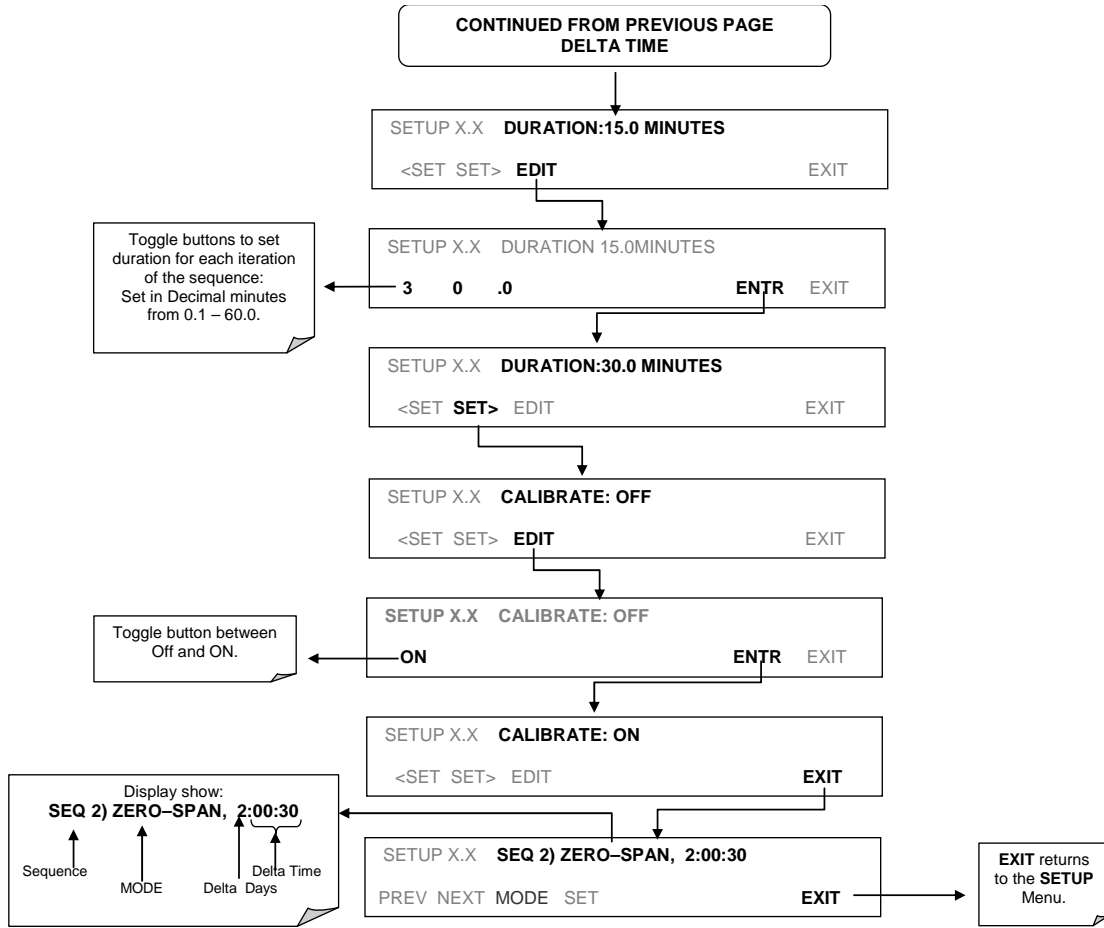 CONTINUED FROM PREVIOUS PAGE
DELTA TIME
SETUP X.X DURATION:15.0 MINUTES
<SET SET> EDIT EXIT
Toggle buttons to set
duration for each iteration
of the sequence:
Set in Decimal minutes
from 0.1 – 60.0.
SETUP X.X DURATION 15.0MINUTES
3 0 .0 ENTR EXIT
SETUP X.X DURATION:30.0 MINUTES
<SET SET> EDIT EXIT
SETUP X.X CALIBRATE: OFF
<SET SET> EDIT EXIT
Toggle button between
Off and ON.
SETUP X.X CALIBRATE: OFF
ON ENTR EXIT
SETUP X.X CALIBRATE: ON
<SET SET> EDIT EXIT
Display show:
SEQ 2) ZERO–SPAN, 2:00:30
Sequence
MODE
Delta Days
Delta Time
SETUP X.X SEQ 2) ZERO–SPAN, 2:00:30
PREV NEXT MODE SET EXIT
EXIT returns
to the SETUP
Menu.